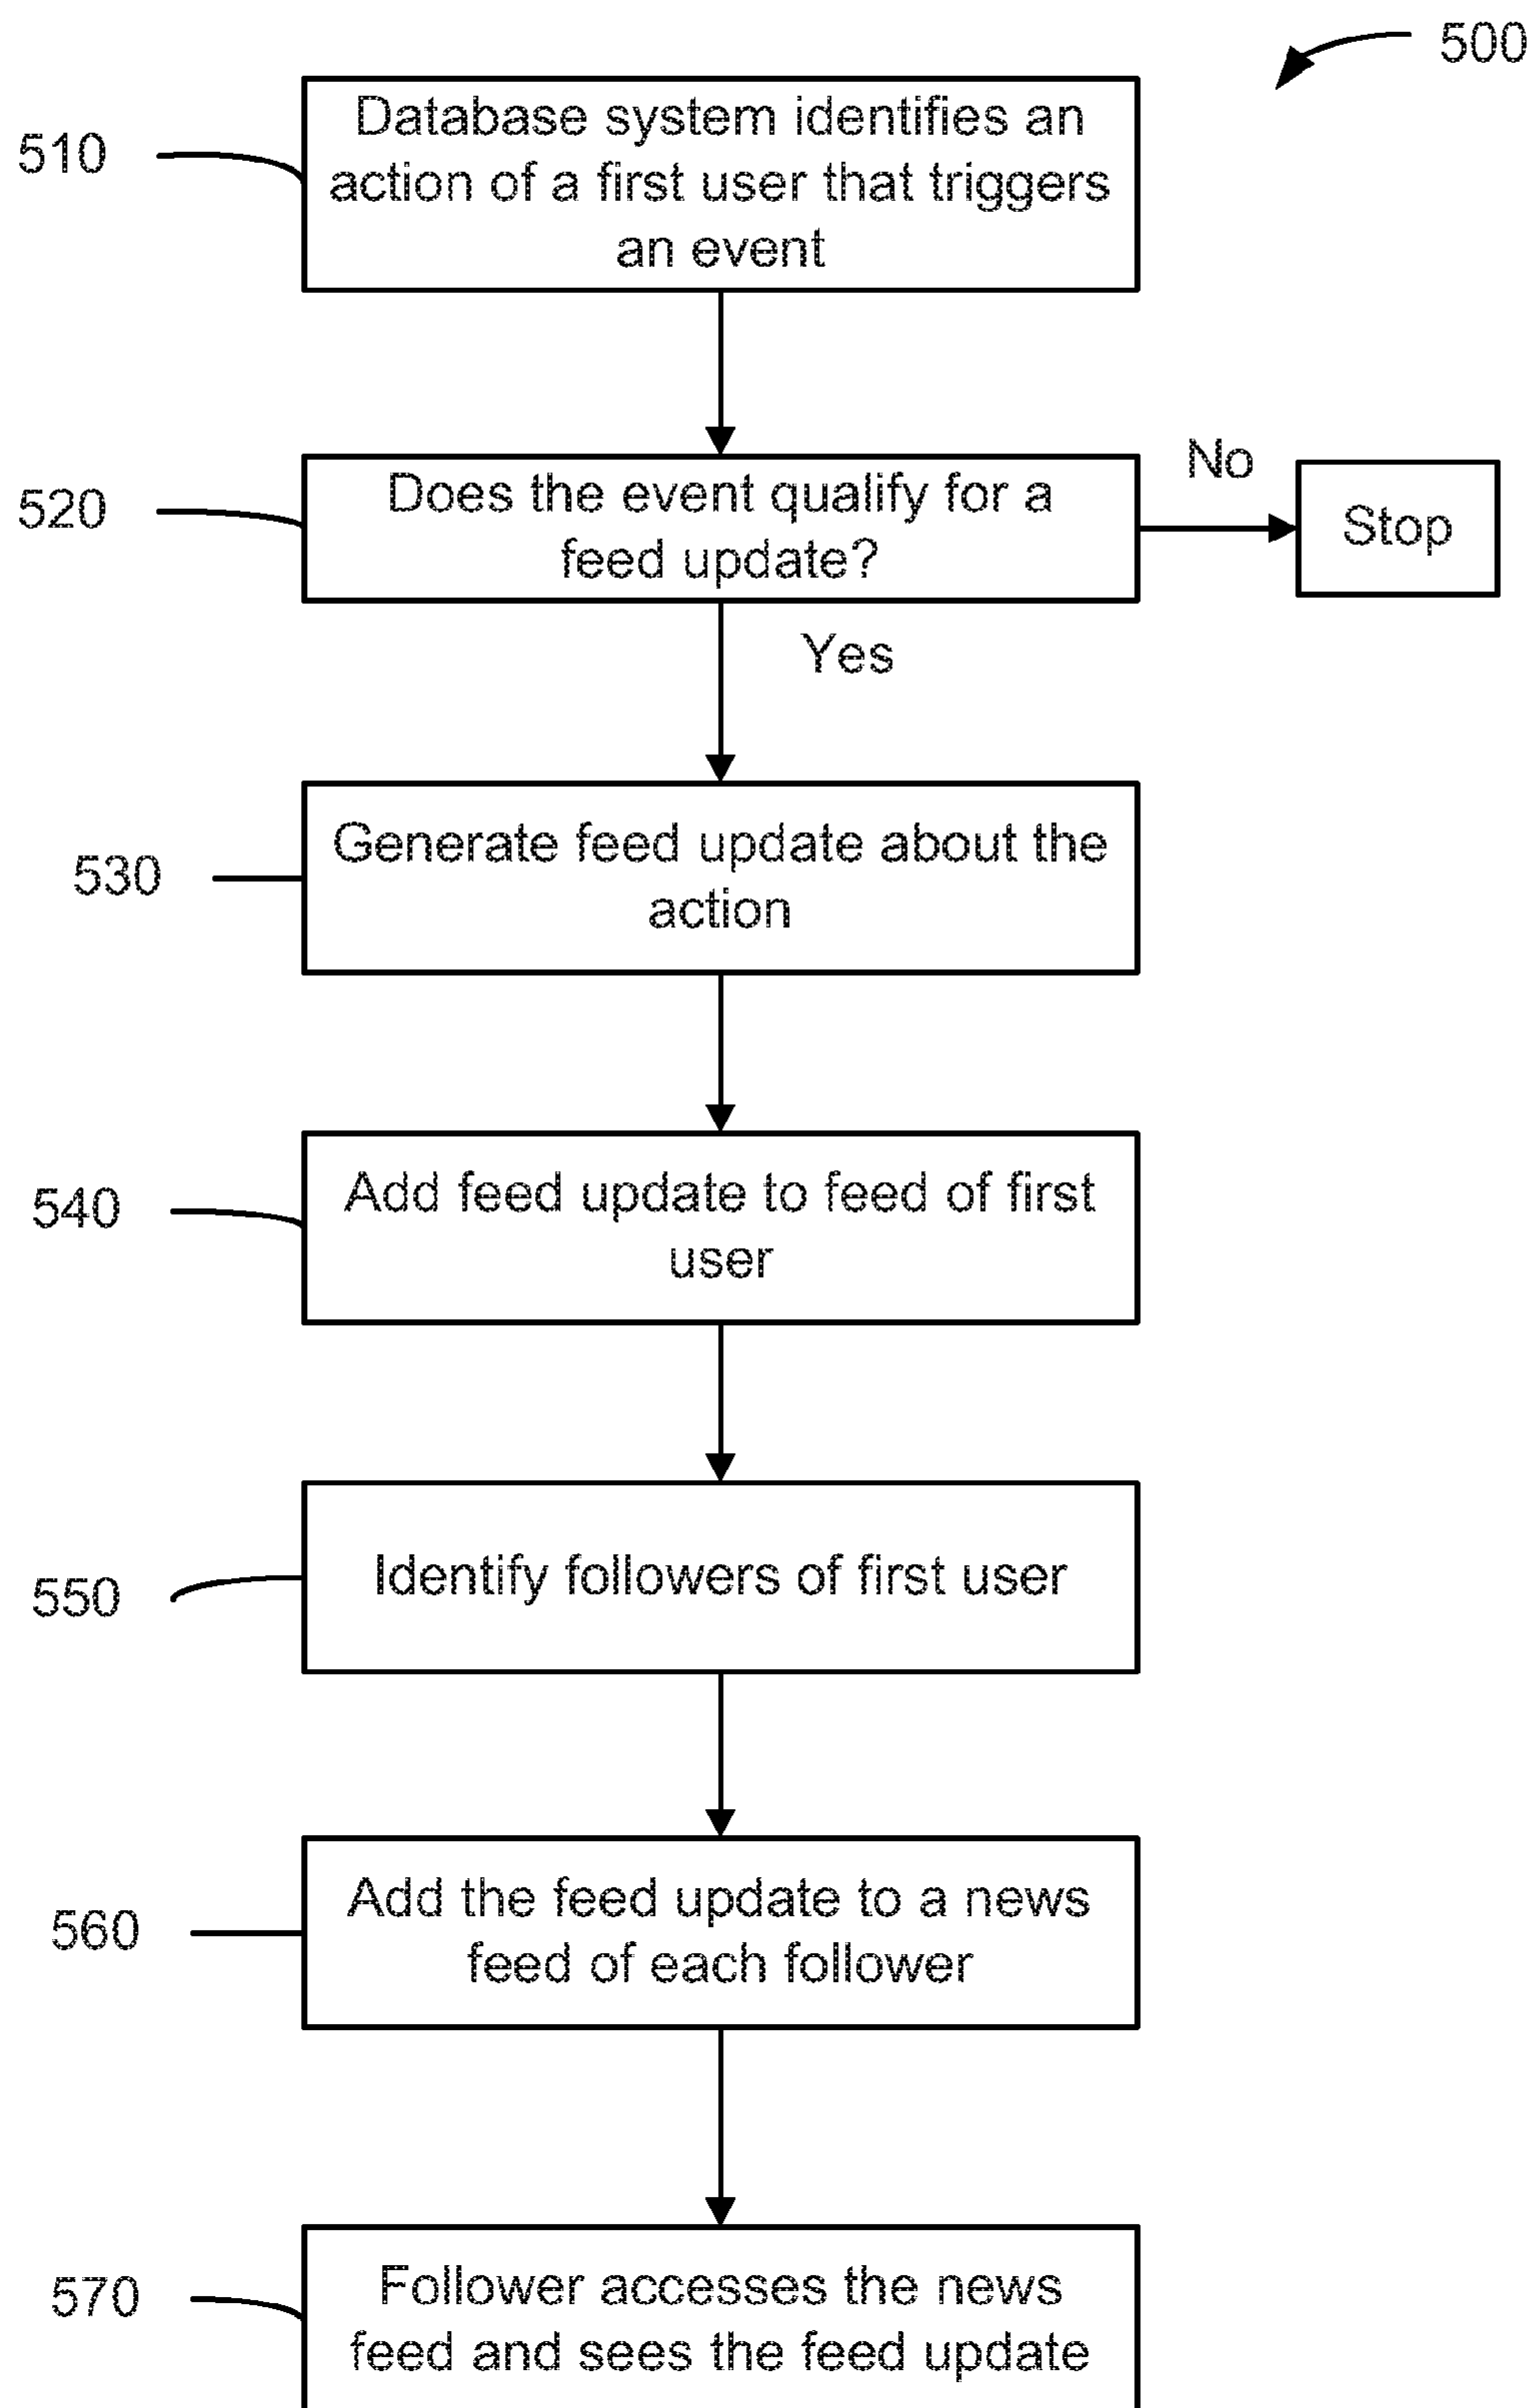 500
510
Database system identifies an
action of a first user that triggers
an event
520
Does the event qualify for a
feed update?
No
Stop
Yes
530
Generate feed update about the
action
540
Add feed update to feed of first
user
550
Identify followers of first user
560
Add the feed update to a news
feed of each follower
570
Follower accesses the news
feed and sees the feed update